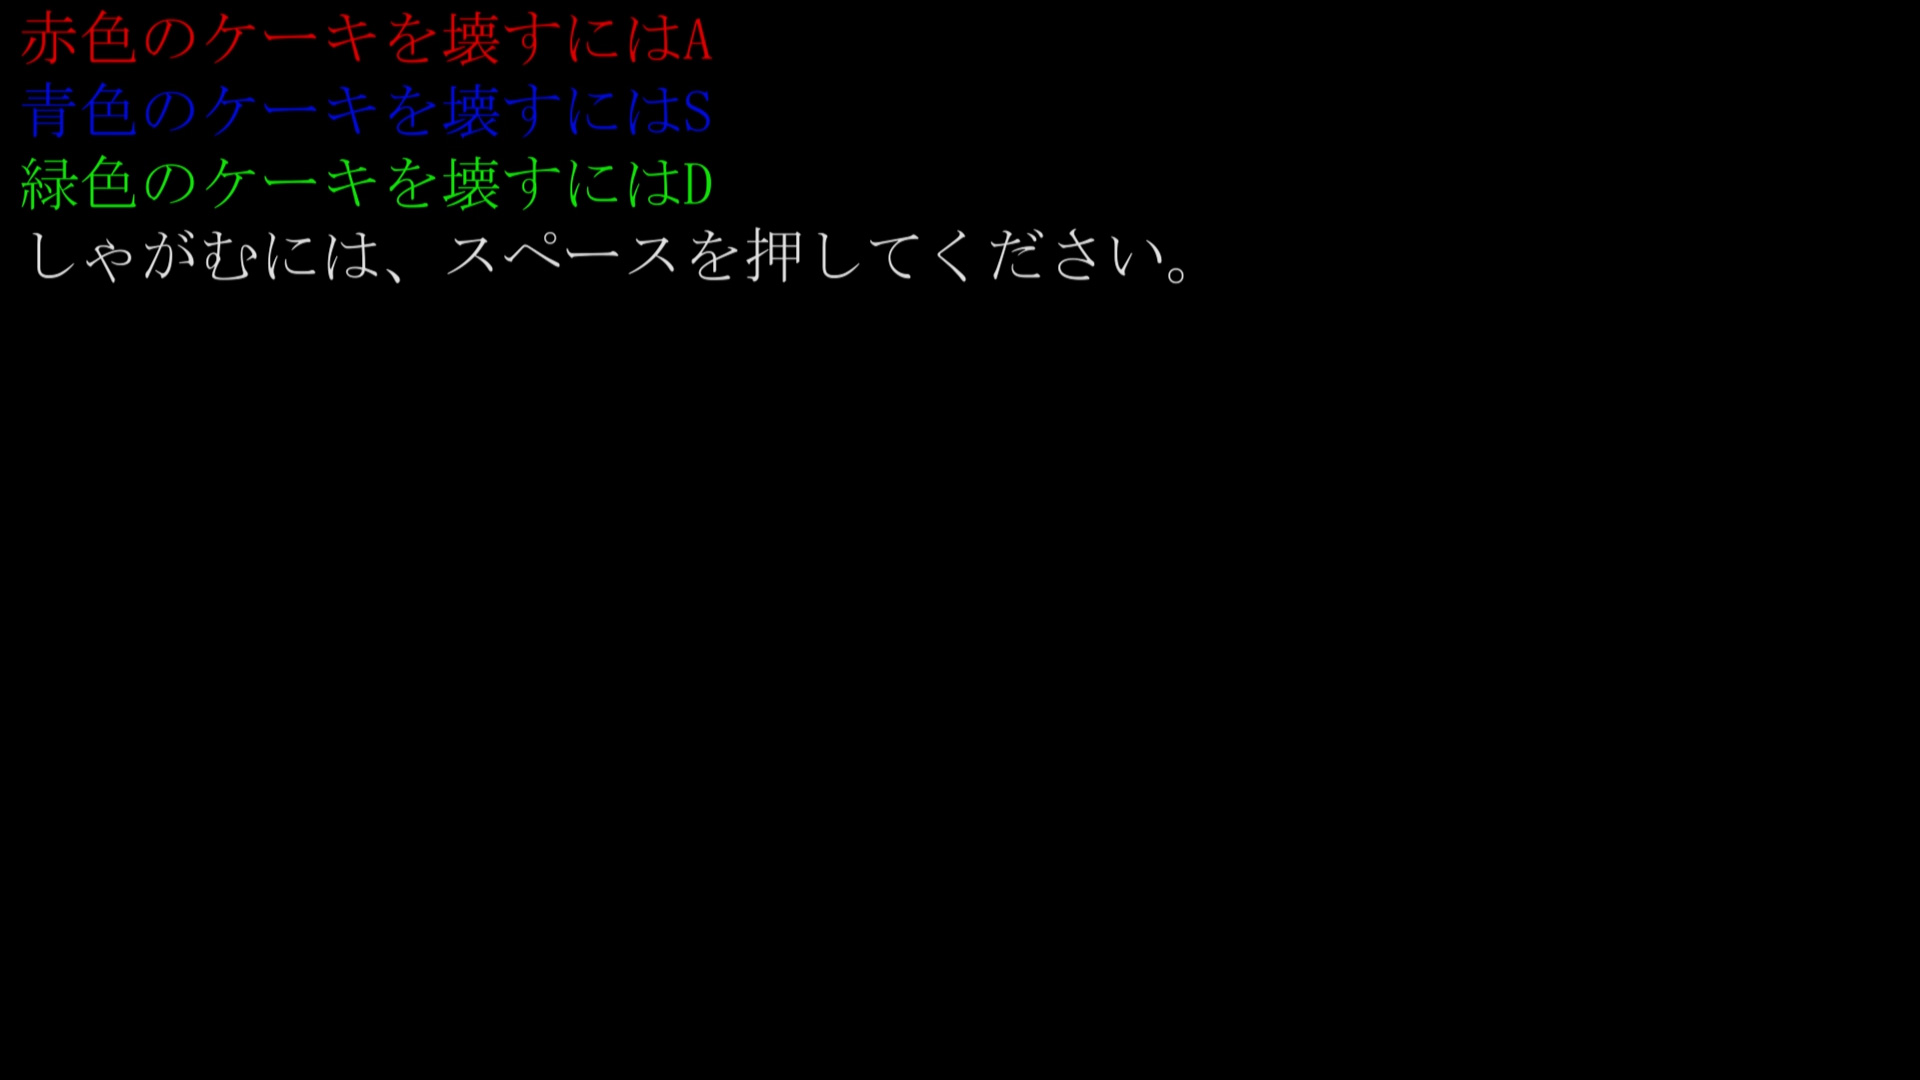 赤色のケーキを壊すにはA
青色のケーキを壊すにはS
緑色のケーキを壊すにはD
しゃがむには、スペースを押してください。